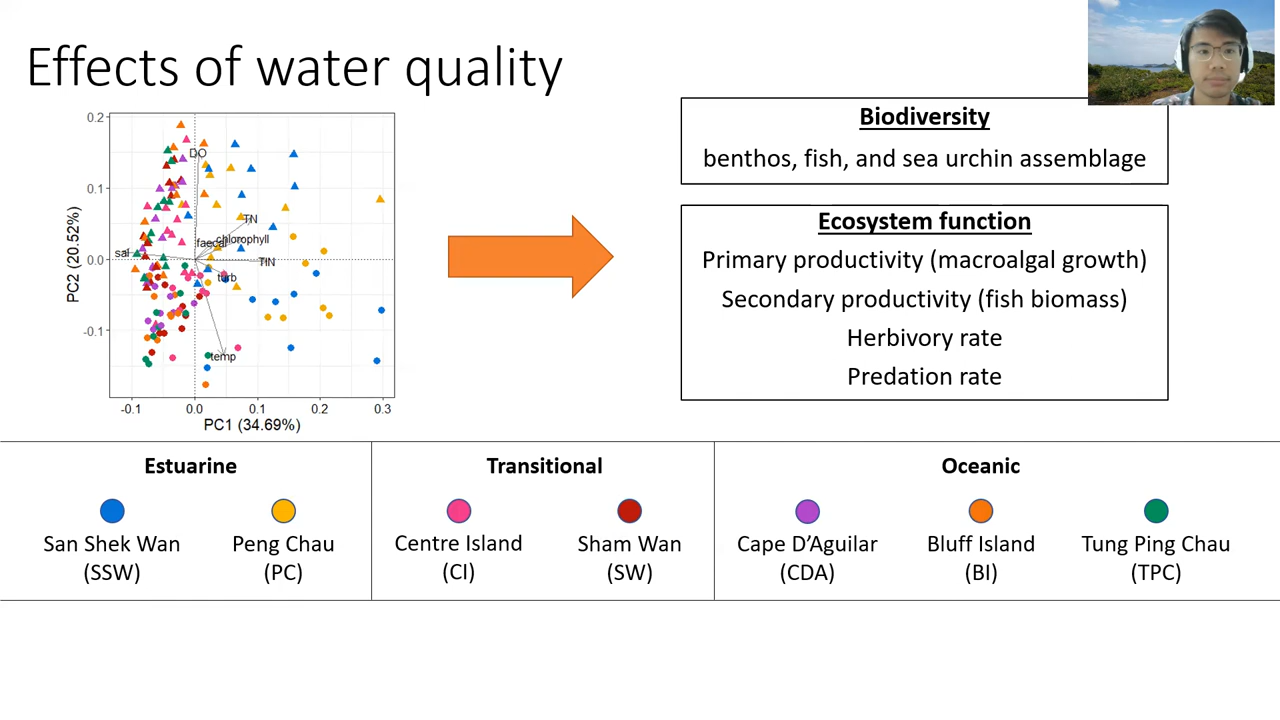 Effects of water quality
0.2
0.1
0.0
-0.1
PC2 (20.52%)
DO
TN
faecal
chlorophyll
sal
TIN
turb
temp
-0.1
0.0
0.1
0.2
0.3
PC1 (34.69%)
Biodiversity
benthos, fish, and sea urchin assemblage
Ecosystem function
Primary productivity (macroalgal growth)
Secondary productivity (fish biomass)
Herbivory rate
Predation rate
Estuarine
San Shek Wan
(SSW)
Peng Chau
(PC)
Transitional
Centre Island
(CI)
Sham Wan
(SW)
Oceanic
Cape D’Aguilar
(CDA)
Bluff Island
(BI)
Tung Ping Chau
(TPC)